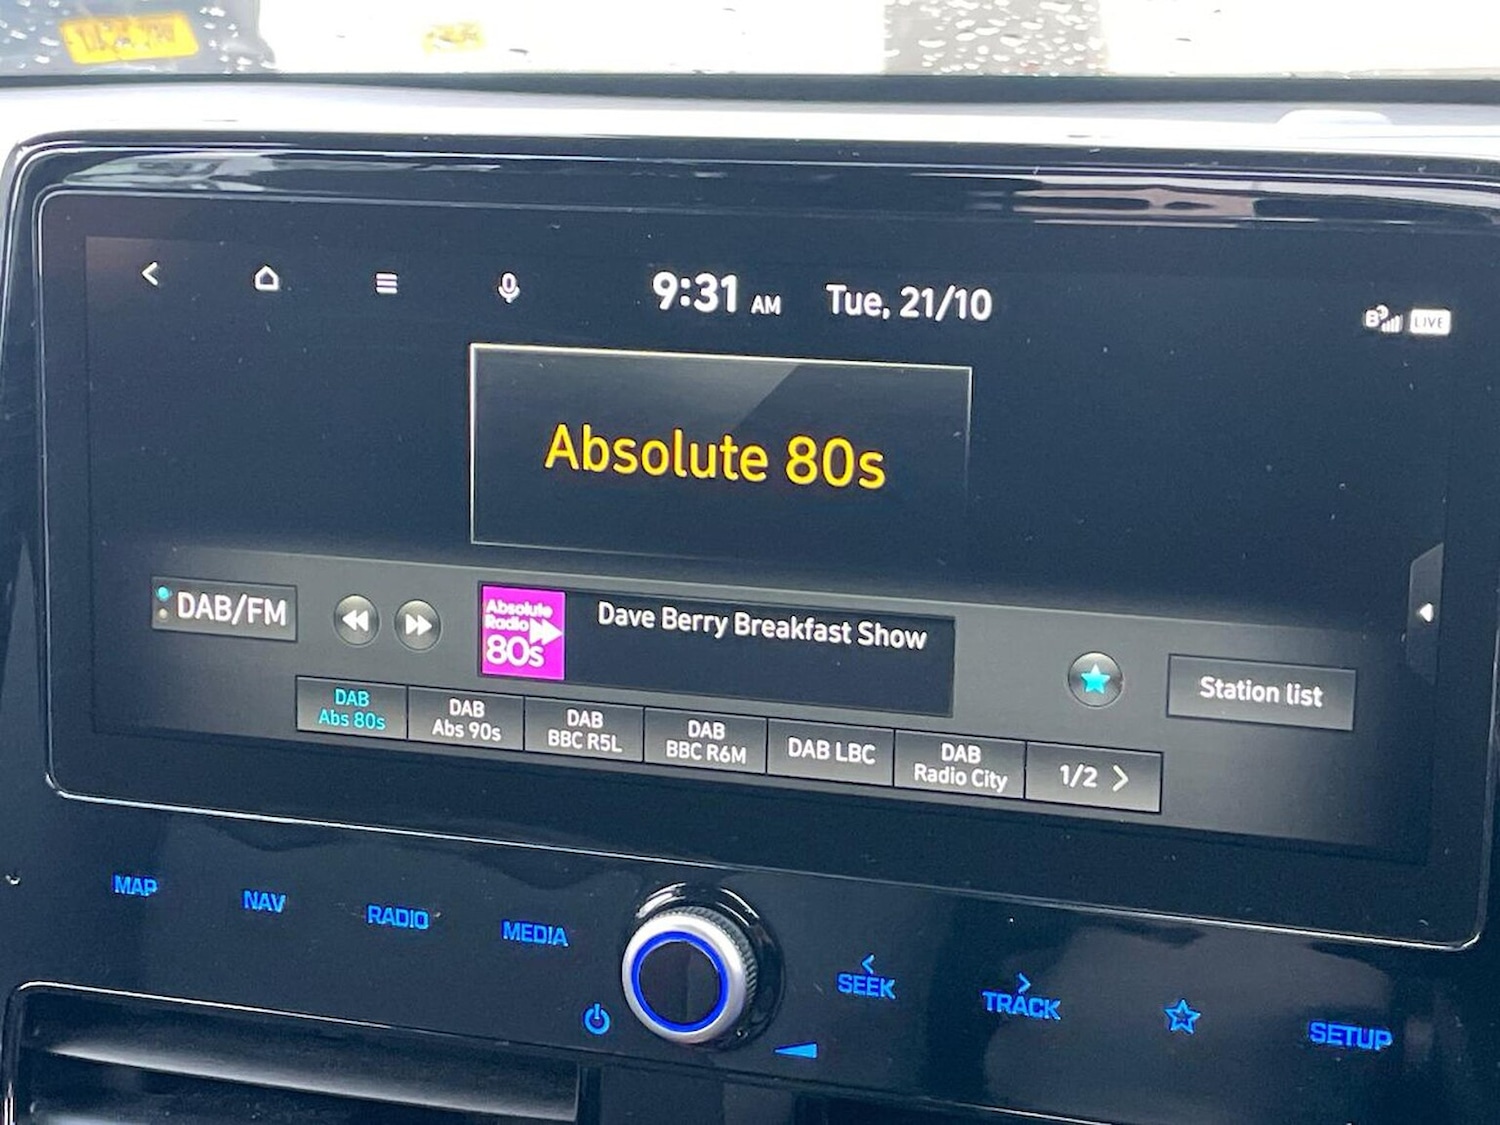 9:31 AM Tue, 21/10
LIVE
Absolute 80s
DAB/FM
Absolute
Radio
80s
Dave Berry Breakfast Show
Station list
DAB
Abs 80s
DAB
Abs 90s
DAB
BBC R5L
DAB
BBC R6M
DAB LBC
DAB
Radio City
1/2 >
MAP
NAV
RADIO
MEDIA
<
SEEK
>
TRACK
SETUP